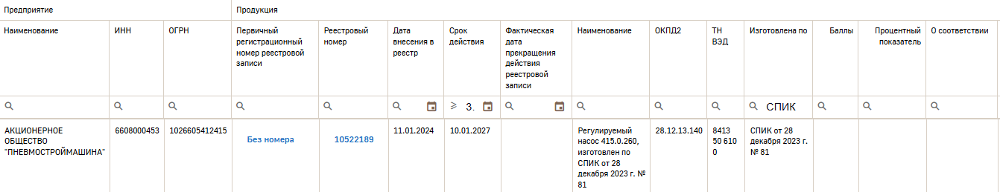 Предприятие
Продукция
Наименование
ИНН
ОГРН
Первичный
регистрационный
номер реестровой
записи
Реестровый
номер
Дата
внесения в
реестр
Срок
действия
Фактическая
дата
прекращения
действия
реестровой
записи
Наименование
ОКПД2
ТН
ВЭД
Изготовлена по
Баллы
Процентный
показатель
О соответствии
≥ 3.
СПИК
АКЦИОНЕРНОЕ
ОБЩЕСТВО
"ПНЕВМОСТРОЙМАШИНА"
6608000453
1026605412415
Без номера
10522189
11.01.2024
10.01.2027
Регулируемый
насос 415.0.260,
изготовлен по
СПИК от 28
декабря 2023 г. №
81
28.12.13.140
8413
50 610
0
СПИК от 28
декабря 2023 г.
№ 81